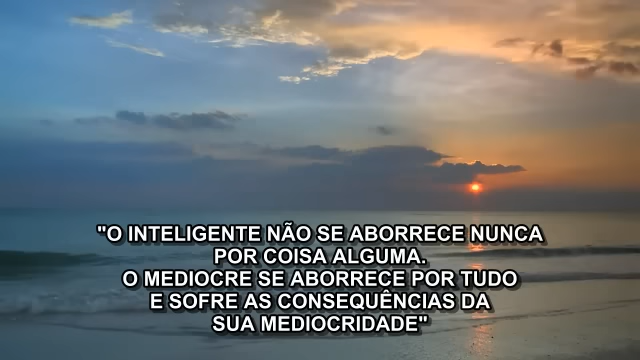 "O INTELIGENTE NÃO SE ABORRECE NUNCA
POR COISA ALGUMA.
O MEDIOCRE SE ABORRECE POR TUDO
E SOFRE AS CONSEQUÊNCIAS DA
SUA MEDIOCRIDADE"